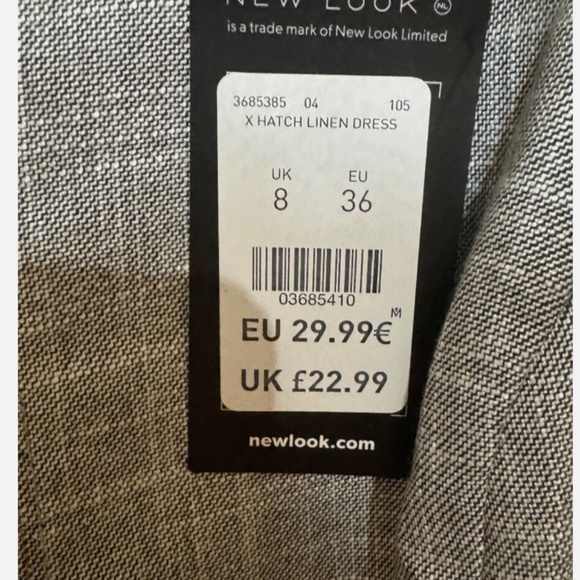 NEW LOOK NL
is a trade mark of New Look Limited
3685385 04 105
X HATCH LINEN DRESS
UK EU
8 36
03685410
M
EU 29.99€
UK £22.99
newlook.com